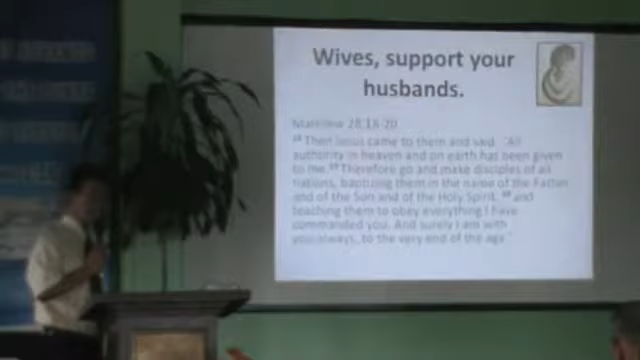 Wives, support your
husbands.
Matthew 28:18-20
18 Then Jesus came to them and said, "All
authority in heaven and on earth has been given
to me. 19 Therefore go and make disciples of all
nations, baptizing them in the name of the Father
and of the Son and of the Holy Spirit, 20 and
teaching them to obey everything I have
commanded you. And surely I am with
you always, to the very end of the age."